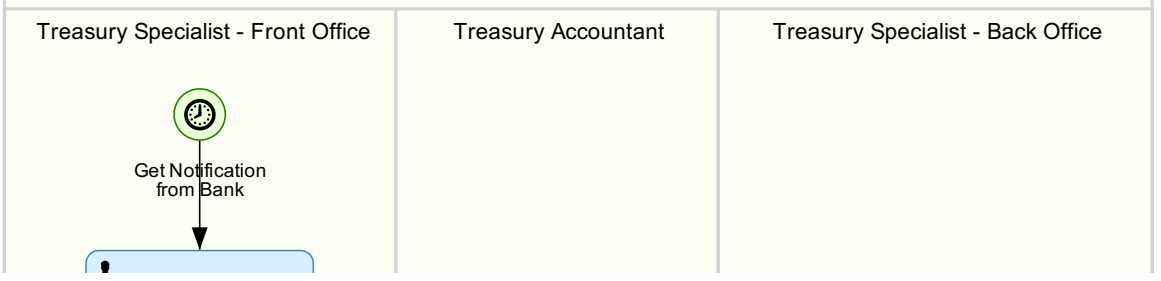 Treasury Specialist - Front Office
Treasury Accountant
Treasury Specialist - Back Office
Get Notification
from Bank